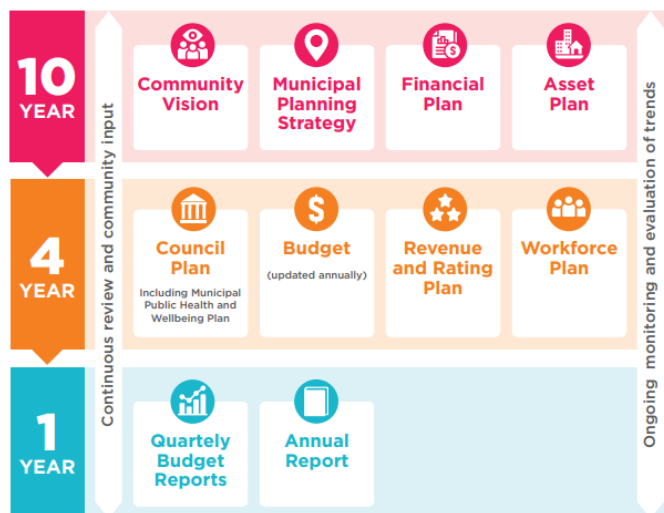 10
YEAR
Continuous review and community input
Community
Vision
Municipal
Planning
Strategy
Financial
Plan
Asset
Plan
Ongoing monitoring and evaluation of trends
4
YEAR
Council
Plan
Including Municipal
Public Health and
Wellbeing Plan
Budget
(updated annually)
Revenue
and Rating
Plan
Workforce
Plan
1
YEAR
Quartely
Budget
Reports
Annual
Report